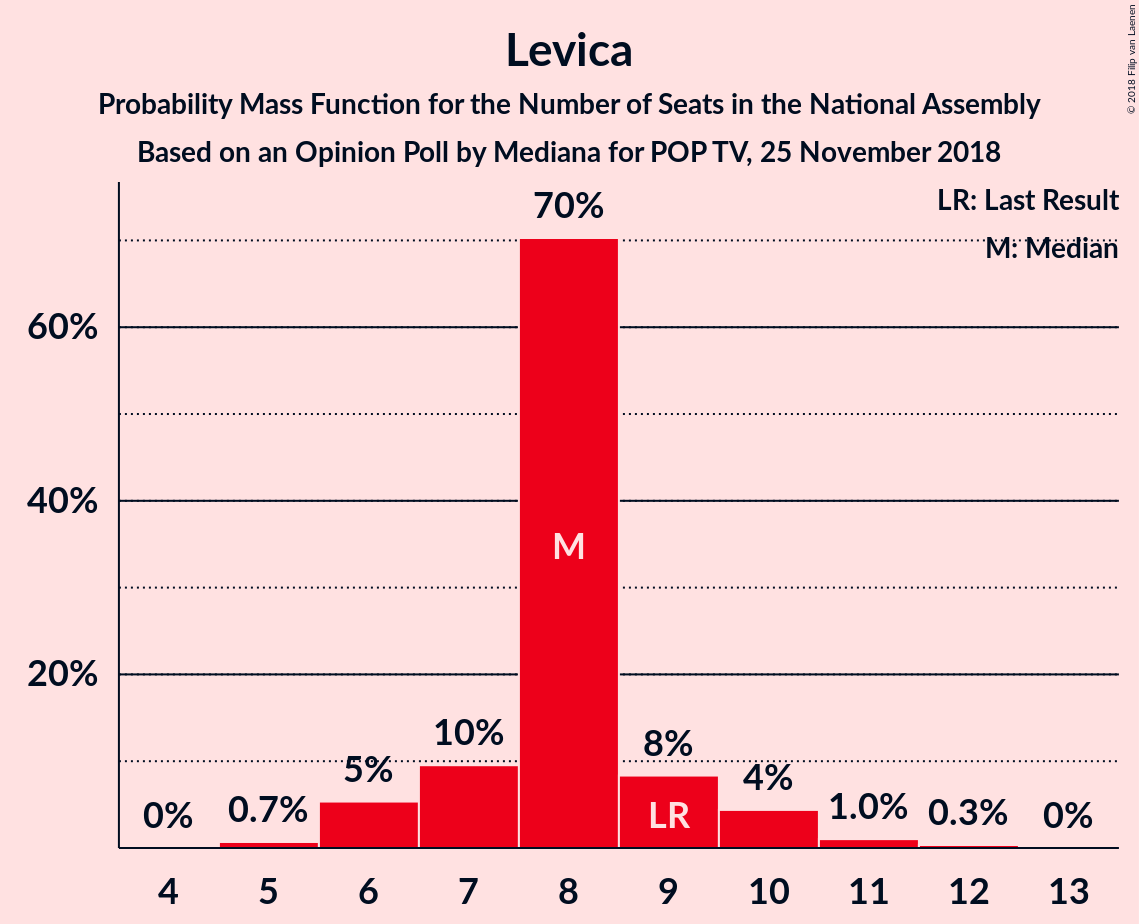 Levica
Probability Mass Function for the Number of Seats in the National Assembly
Based on an Opinion Poll by Mediana for POP TV, 25 November 2018
© 2018 Filip van Laenen
LR: Last Result
M: Median
60%
40%
20%
0%
0.7%
5%
10%
70%
8%
4%
1.0%
0.3%
0%
M
LR
4 5 6 7 8 9 10 11 12 13